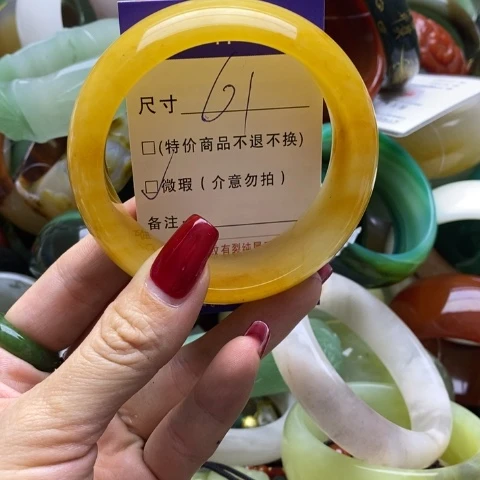 尺寸 61
□(特价商品不退不换)
☑微瑕(介意勿拍)
备注